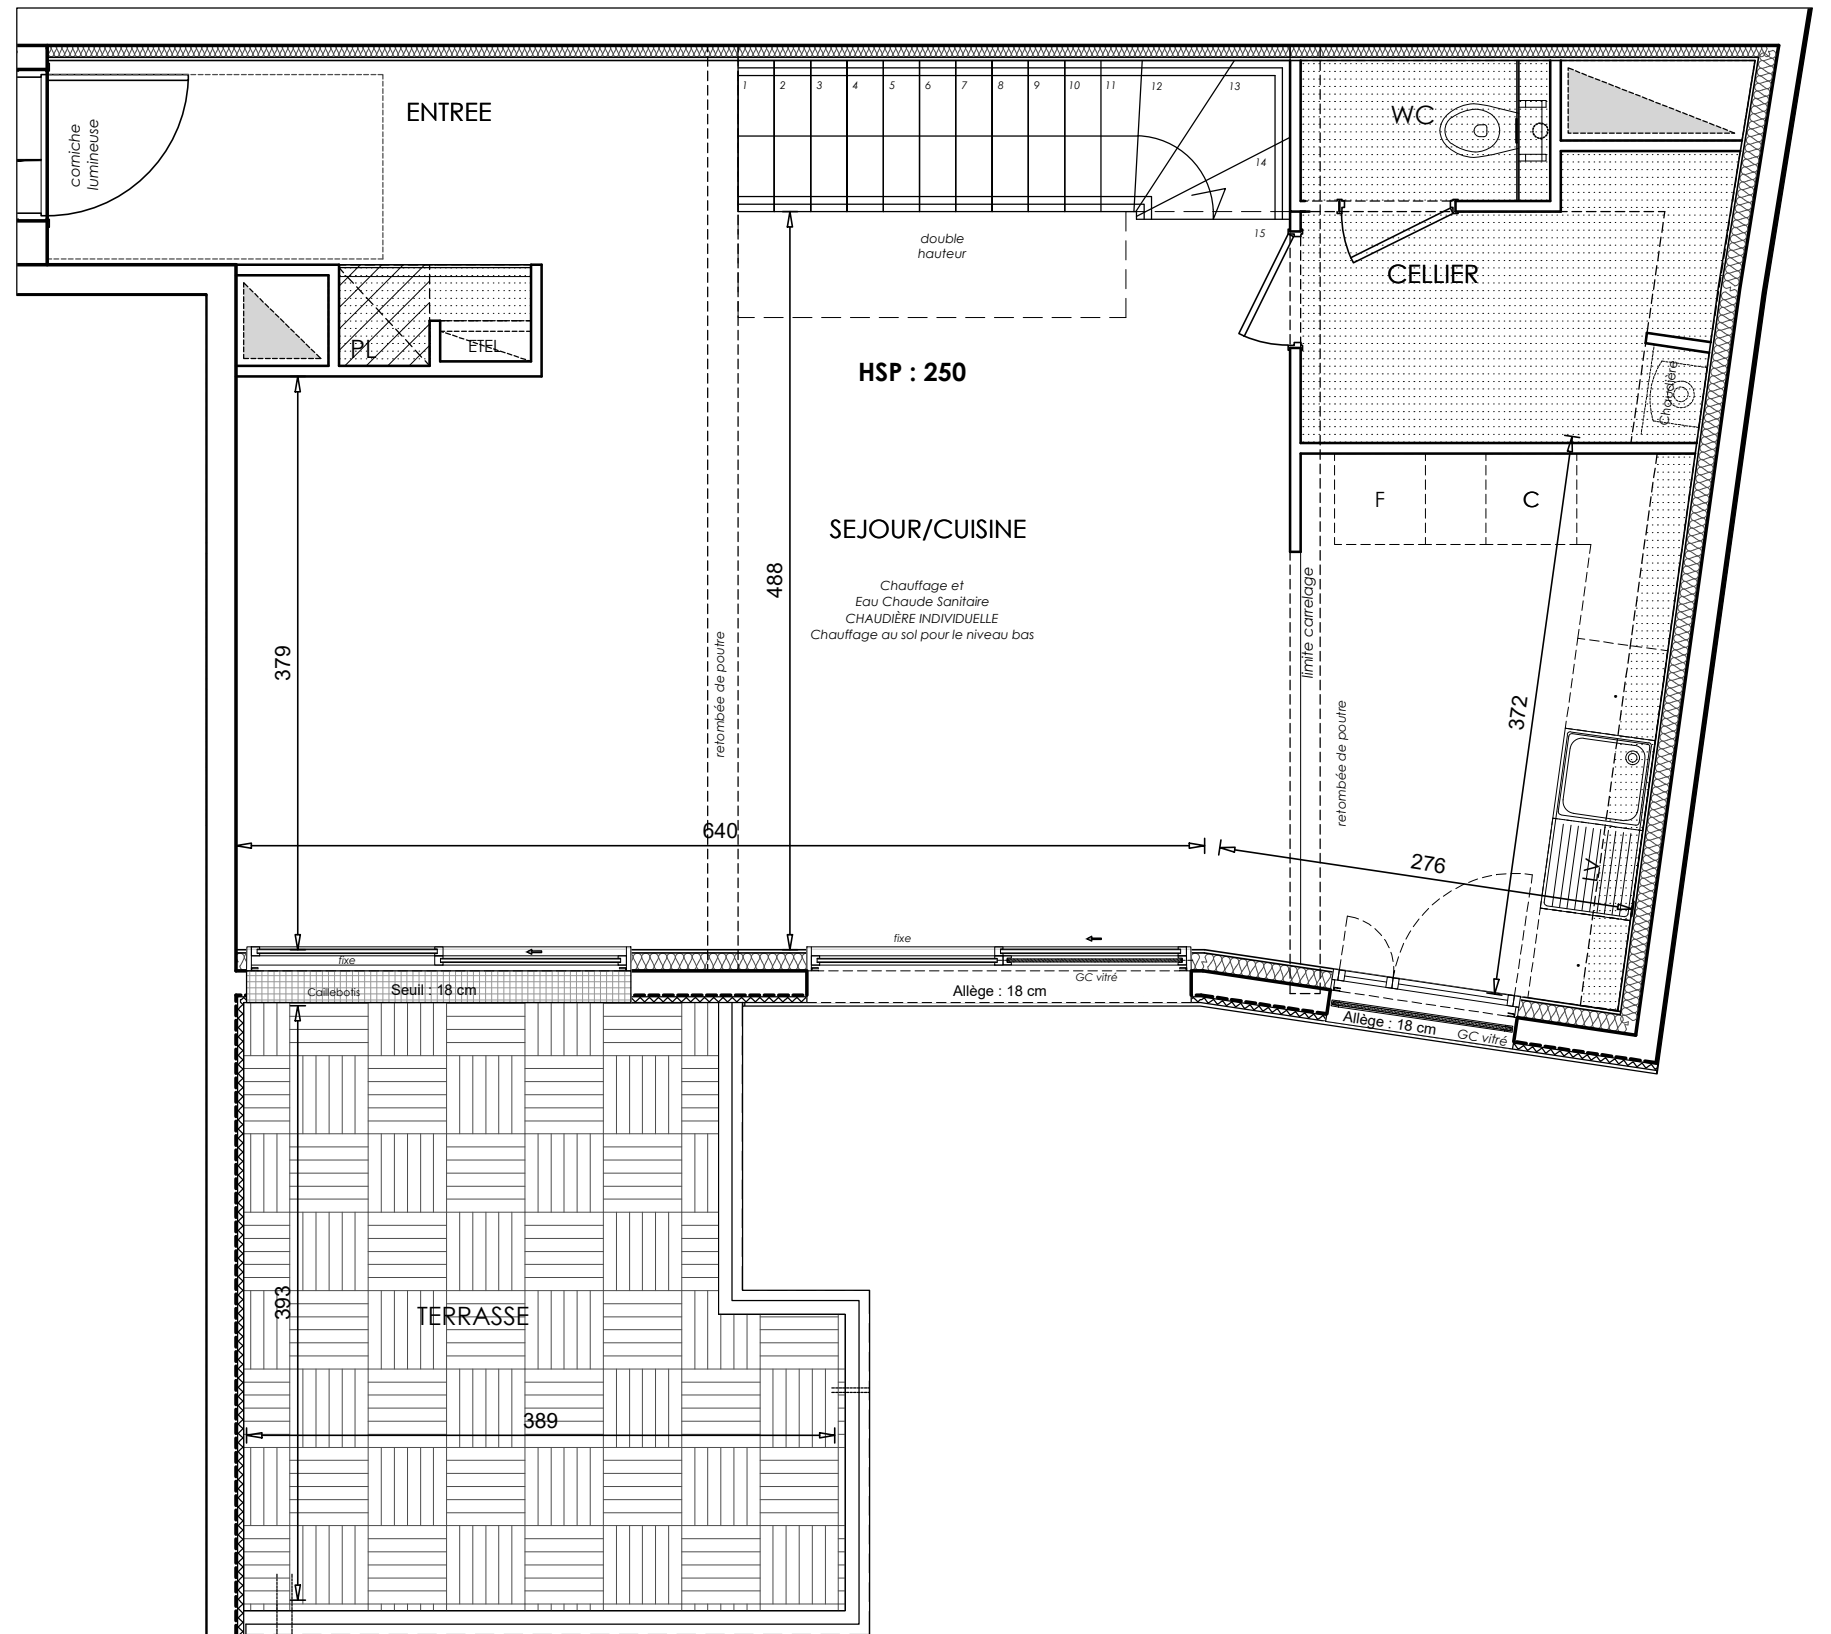 ENTREE
corniche
lumineuse
1 2 3 4 5 6 7 8 9 10 11 12 13
14
15
WC
double
hauteur
CELLIER
PL
ETEL
HSP : 250
Chaudière
F
C
SEJOUR/CUISINE
Chauffage et
Eau Chaude Sanitaire
CHAUDIÈRE INDIVIDUELLE
Chauffage au sol pour le niveau bas
488
379
retombée de poutre
limite carrelage
retombée de poutre
372
640
276
LV
fixe
fixe
GC vitré
Caillebotis
Seuil : 18 cm
Allège : 18 cm
Allège : 18 cm
GC vitré
393
TERRASSE
389